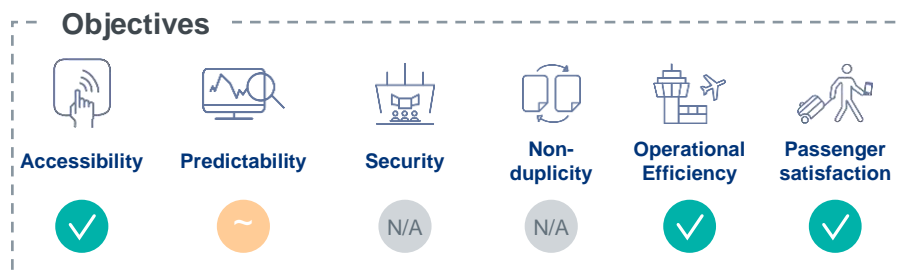 Objectives
Accessibility
Predictability
Security
Non-
duplicity
Operational
Efficiency
Passenger
satisfaction
~
N/A
N/A